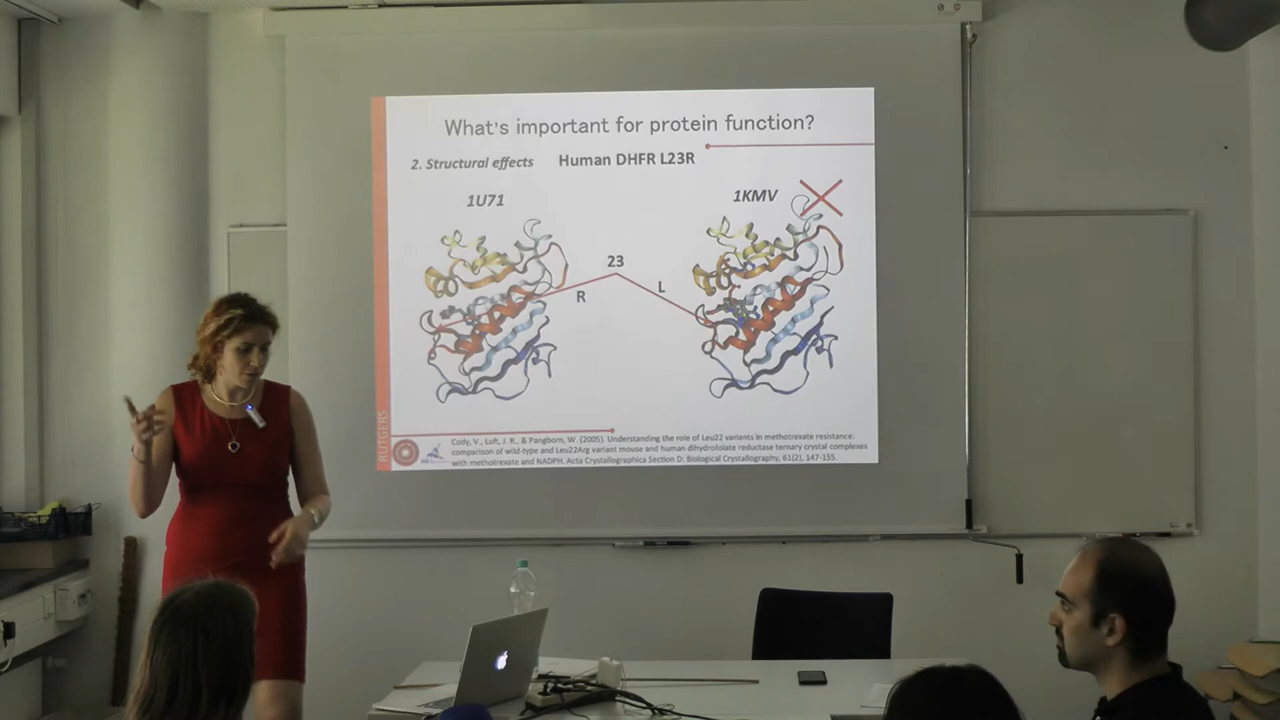 What's important for protein function?
2. Structural effects Human DHFR L23R
1U71
1KMV
23
R
L
RUTGERS
Cody, V., Luft, J. R., & Pangborn, W. (2005). Understanding the role of Leu22 variants in methotrexate resistance:
comparison of wild-type and Leu22Arg variant mouse and human dihydrofolate reductase ternary crystal complexes
with methotrexate and NADPH, Acta Crystallographica Section D: Biological Crystallography, 61(2), 147-155.